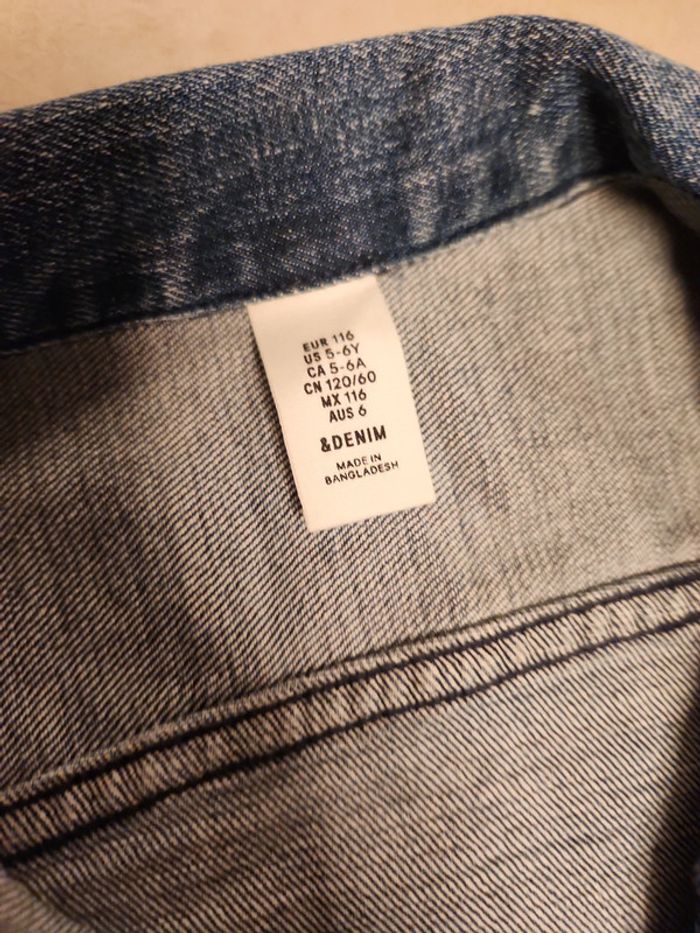 EUR 116
US 5-6Y
CA 5-6A
CN 120/60
MX 116
AUS 6
&DENIM
MADE IN
BANGLADESH